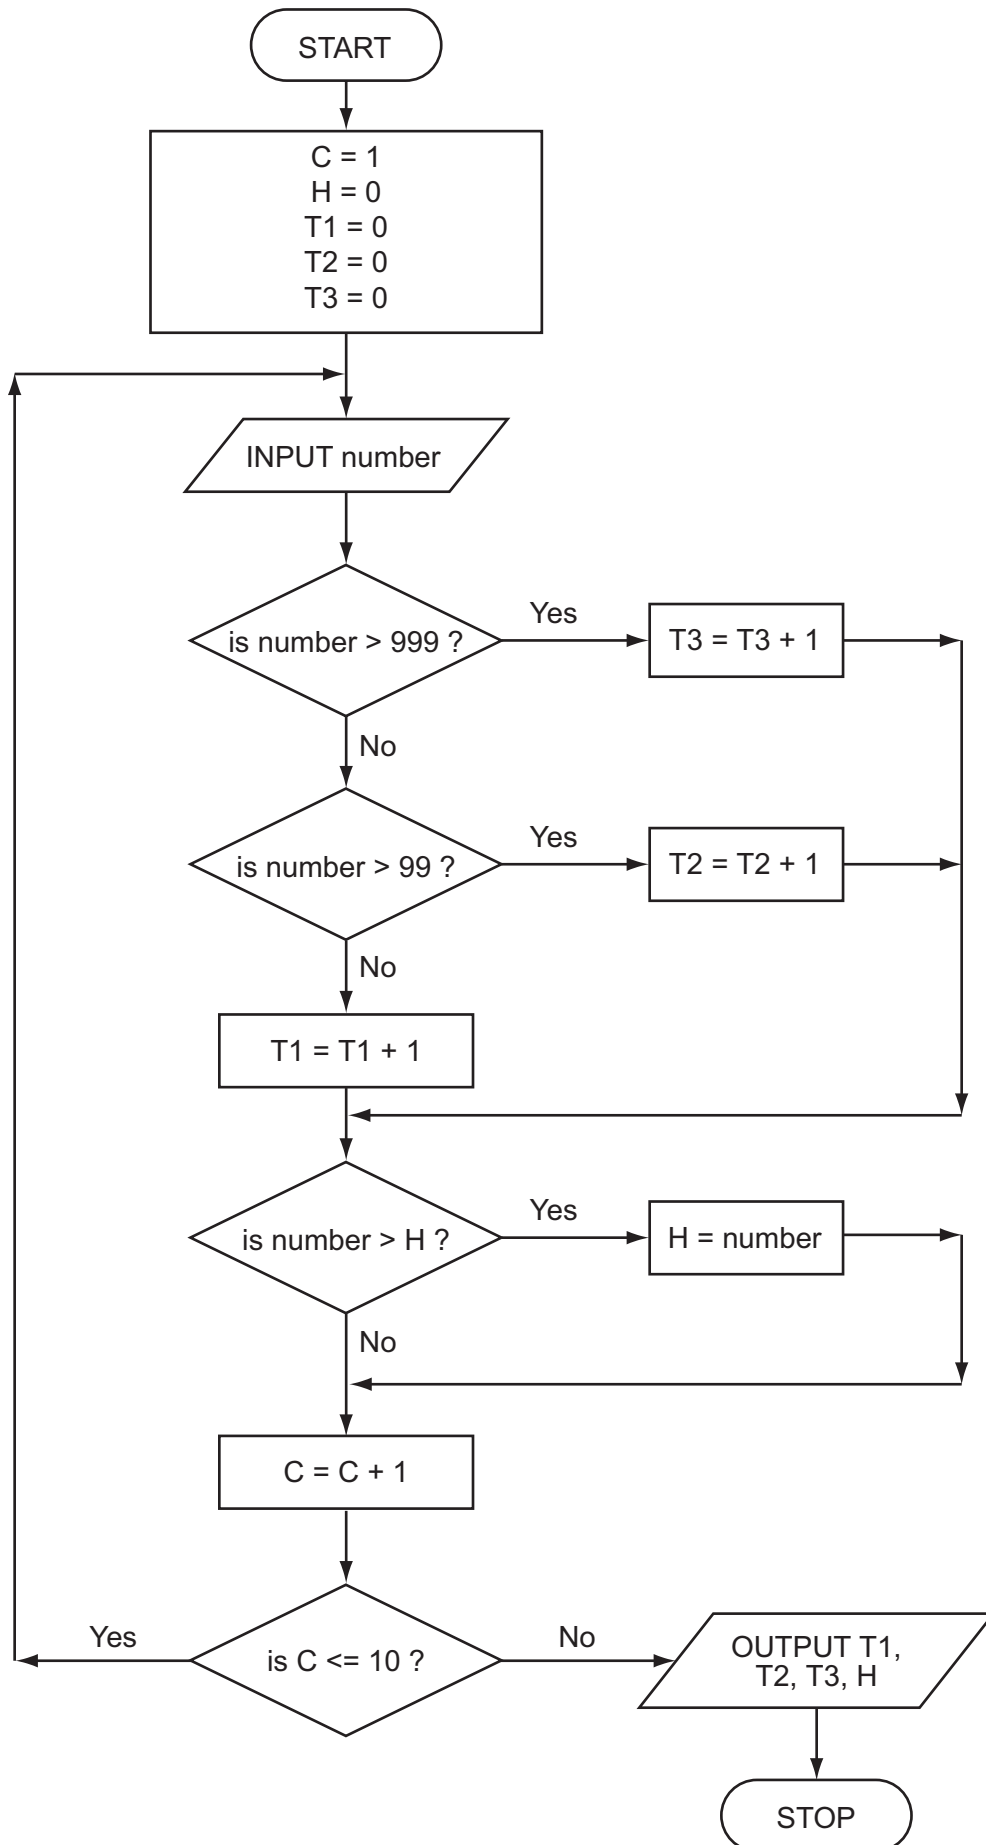 START
C = 1
H = 0
T1 = 0
T2 = 0
T3 = 0
INPUT number
is number > 999 ?
Yes
T3 = T3 + 1
No
is number > 99 ?
Yes
T2 = T2 + 1
No
T1 = T1 + 1
is number > H ?
Yes
H = number
No
C = C + 1
is C <= 10 ?
Yes
No
OUTPUT T1,
T2, T3, H
STOP